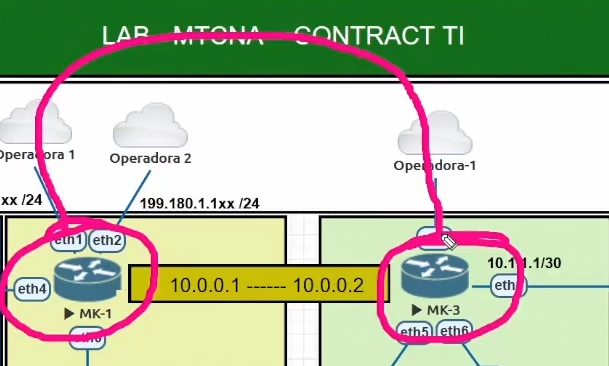 LAB MTCNA CONTRACT TI
Operadora 1
Operadora 2
Operadora-1
xx /24
199.180.1.1xx /24
eth1
eth2
10.1.1.1/30
eth4
10.0.0.1 ------ 10.0.0.2
MK-1
MK-3
eth5
eth6